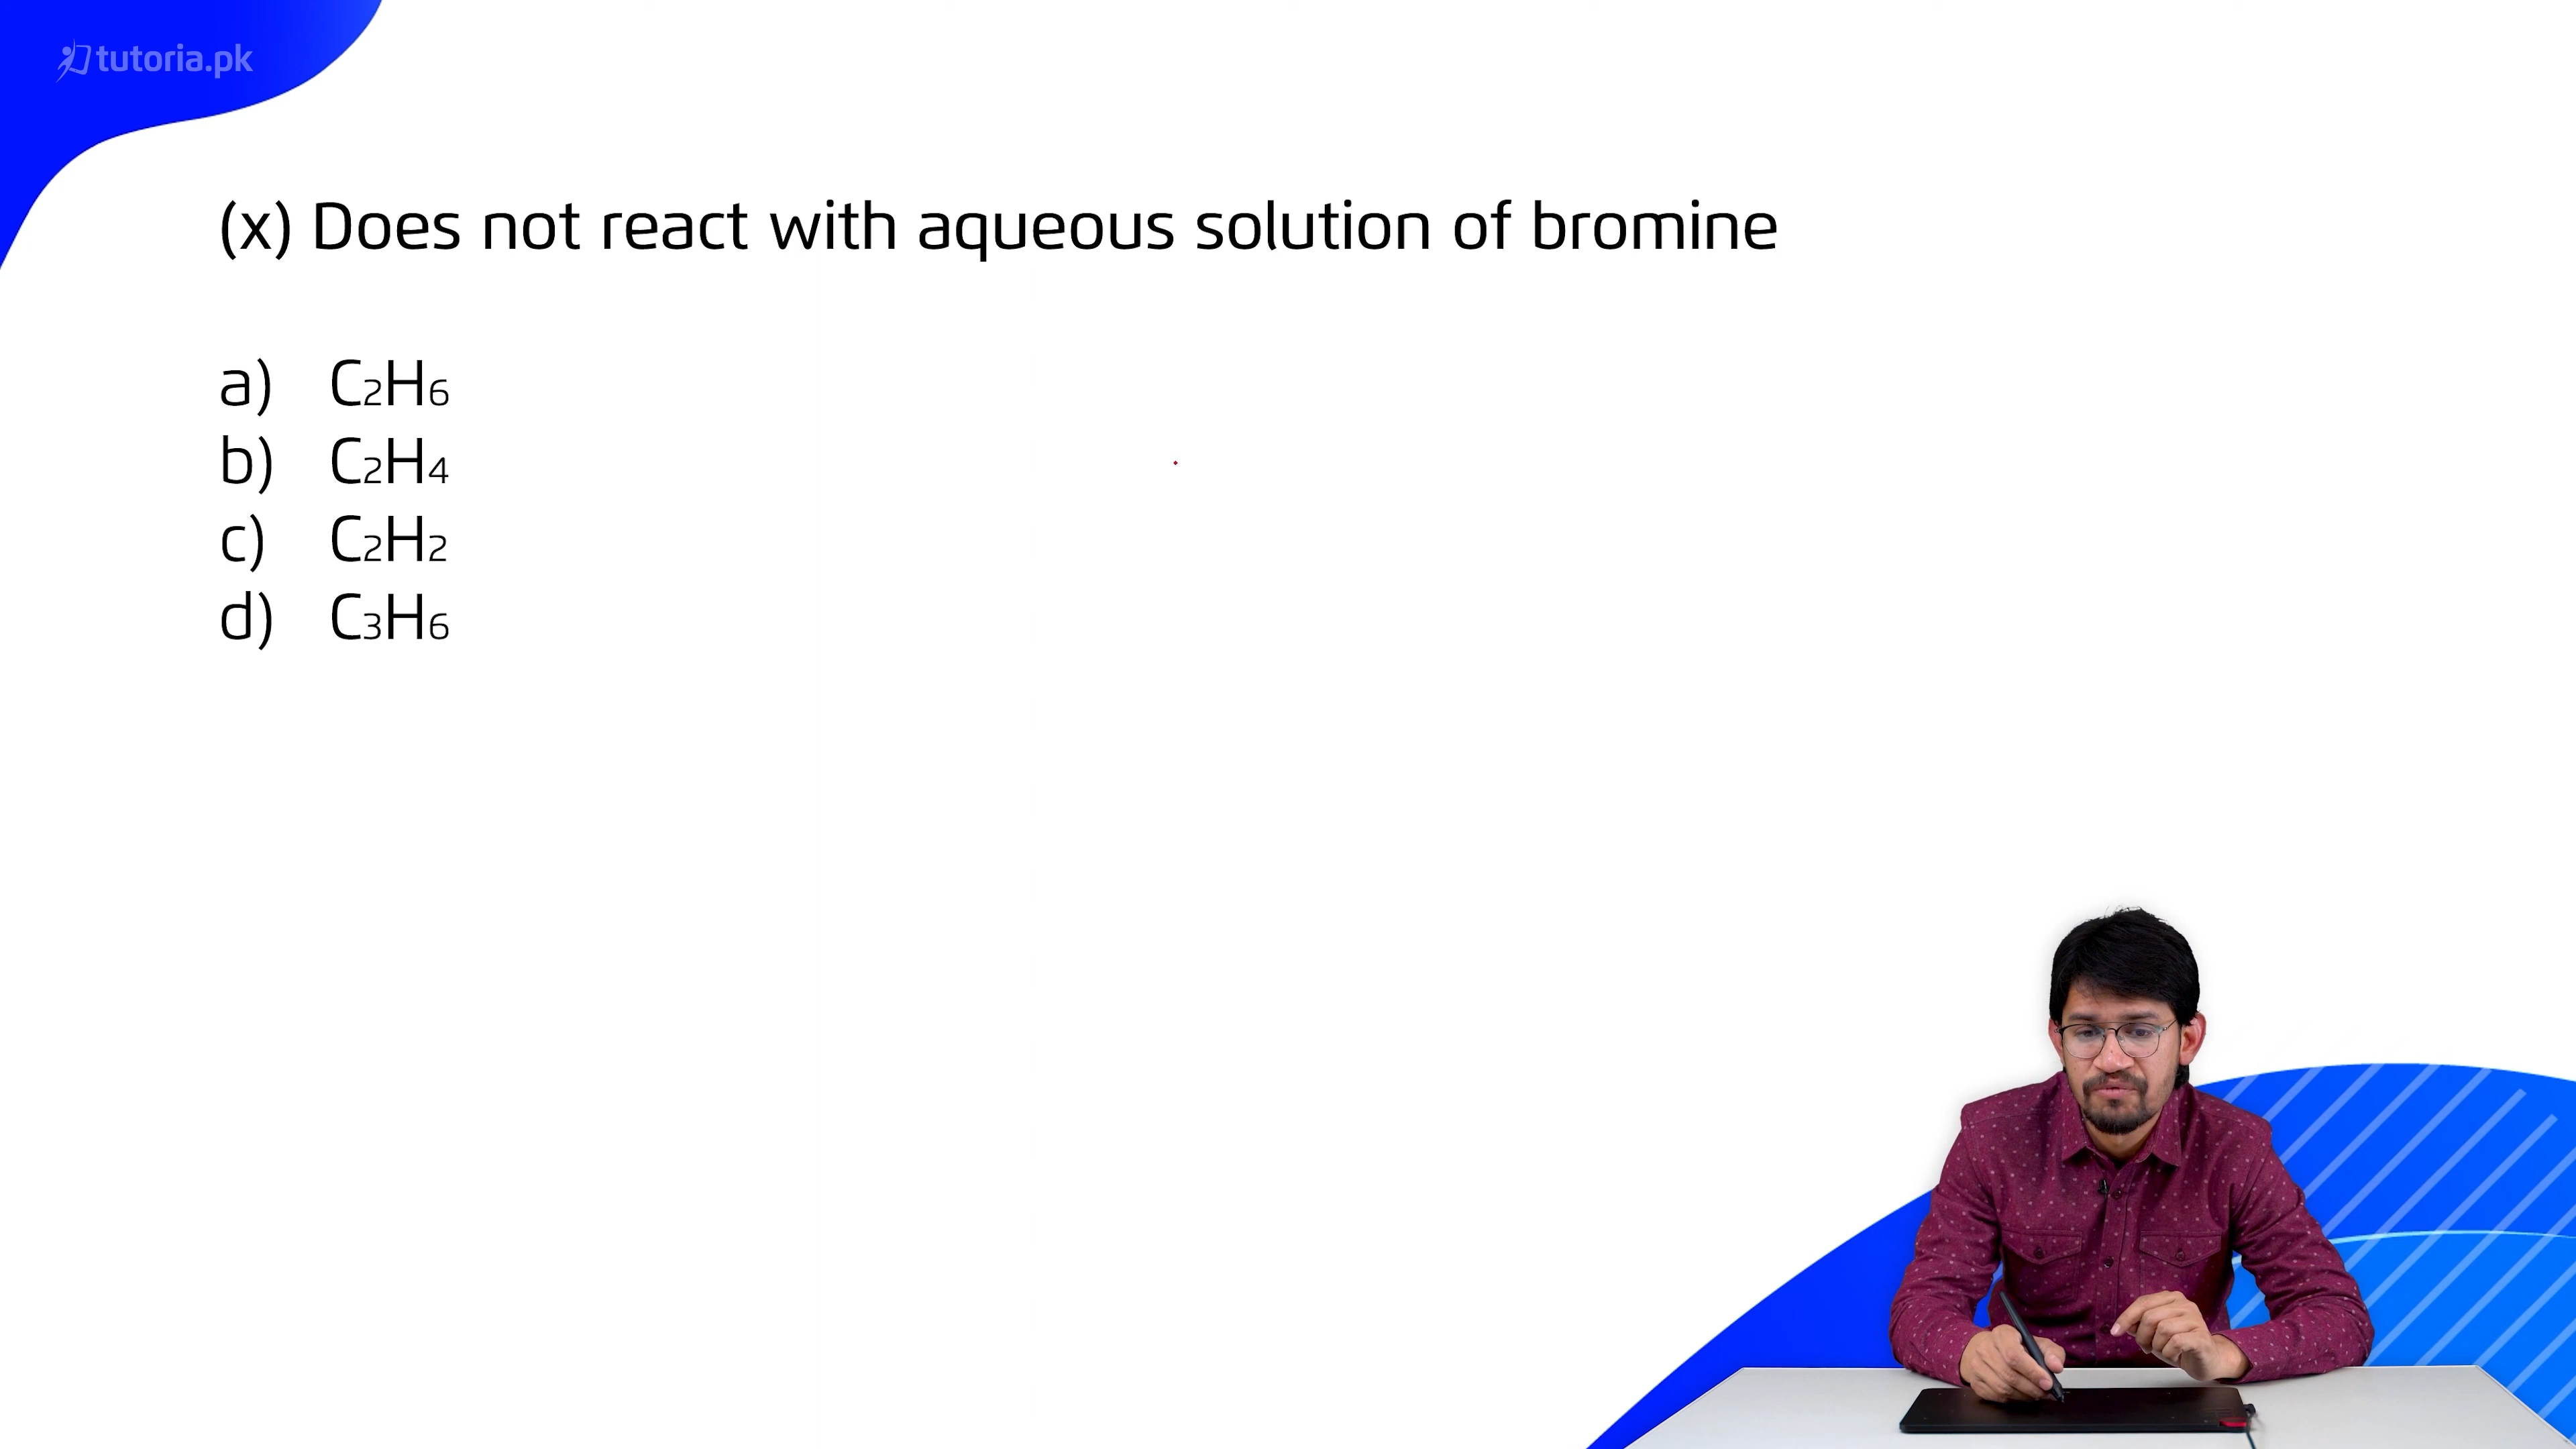 tutoria.pk
(x) Does not react with aqueous solution of bromine
a) C₂H₆
b) C₂H₄
c) C₂H₂
d) C₃H₆